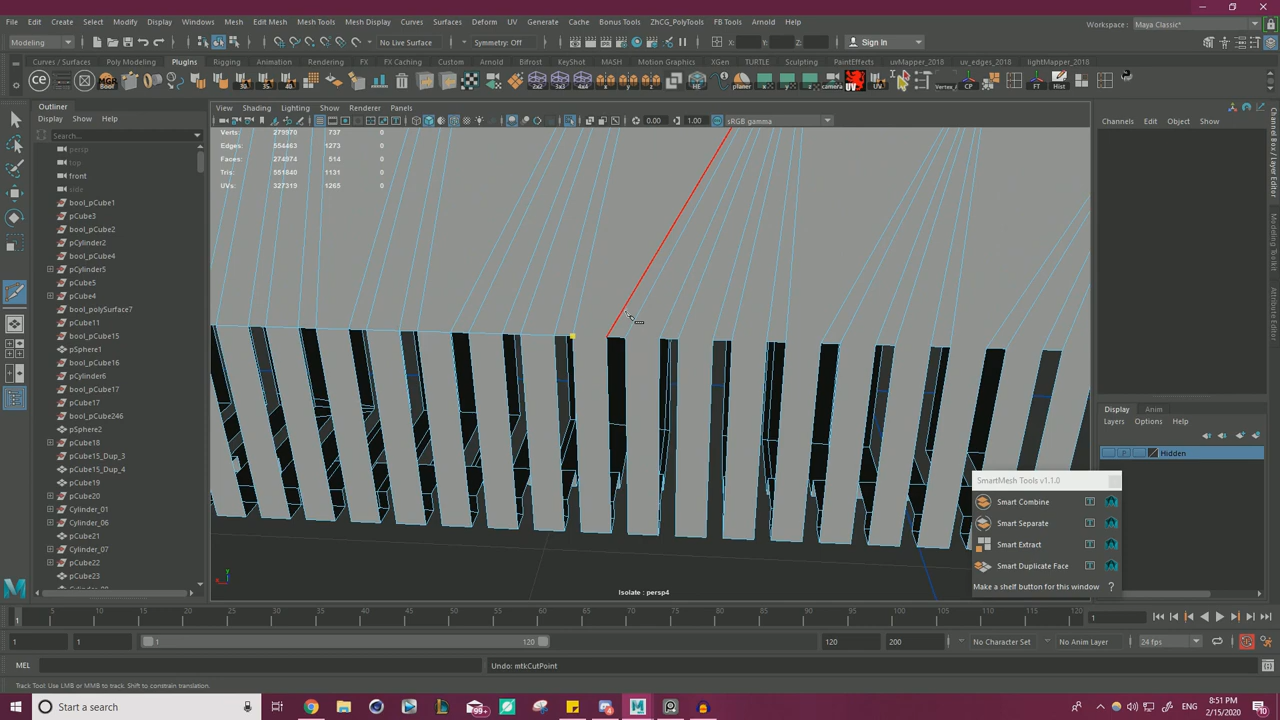 File Edit Create Select Modify Display Windows Mesh Edit Mesh Mesh Tools Mesh Display Curves Surfaces Deform UV Generate Cache Bonus Tools ZhCG_PolyTools FB Tools Arnold Help
Workspace : Maya Classic*
Modeling No Live Surface Symmetry: Off X: Y: Z: Sign In
Curves / Surfaces Poly Modeling Plugins Rigging Animation Rendering FX FX Caching Custom Arnold Bifrost KeyShot MASH Motion Graphics XGen TURTLE Sculpting PaintEffects uvMapper_2018 uv_edges_2018 lightMapper_2018
Outliner
Display Show Help
Search...
persp
top
front
side
bool_pCube1
pCube3
bool_pCube2
pCylinder2
bool_pCube4
pCylinder5
pCube5
pCube4
bool_polySurface7
pCube11
bool_pCube15
pSphere1
bool_pCube16
pCylinder6
bool_pCube17
pCube17
bool_pCube246
pSphere2
pCube18
pCube15_Dup_3
pCube15_Dup_4
pCube19
pCube20
Cylinder_01
Cylinder_06
pCube21
Cylinder_07
pCube22
pCube23
View Shading Lighting Show Renderer Panels
0.00 1.00 sRGB gamma
Verts: 279970 737 0
Edges: 554463 1273 0
Faces: 274974 514 0
Tris: 551840 1131 0
UVs: 327319 1265 0
Isolate : persp4
Channels Edit Object Show
Display Anim
Layers Options Help
Hidden
SmartMesh Tools v1.1.0
Smart Combine
Smart Separate
Smart Extract
Smart Duplicate Face
Make a shelf button for this window ?
5 10 15 20 25 30 35 40 45 50 55 60 65 70 75 80 85 90 95 100 105 110 115 120
1
1 1 1 120 120 200 No Character Set No Anim Layer 24 fps
MEL Undo: mtkCutPoint
Track Tool: Use LMB or MMB to track. Shift to constrain translation.
Start a search
99+
8:51 PM
2/15/2020